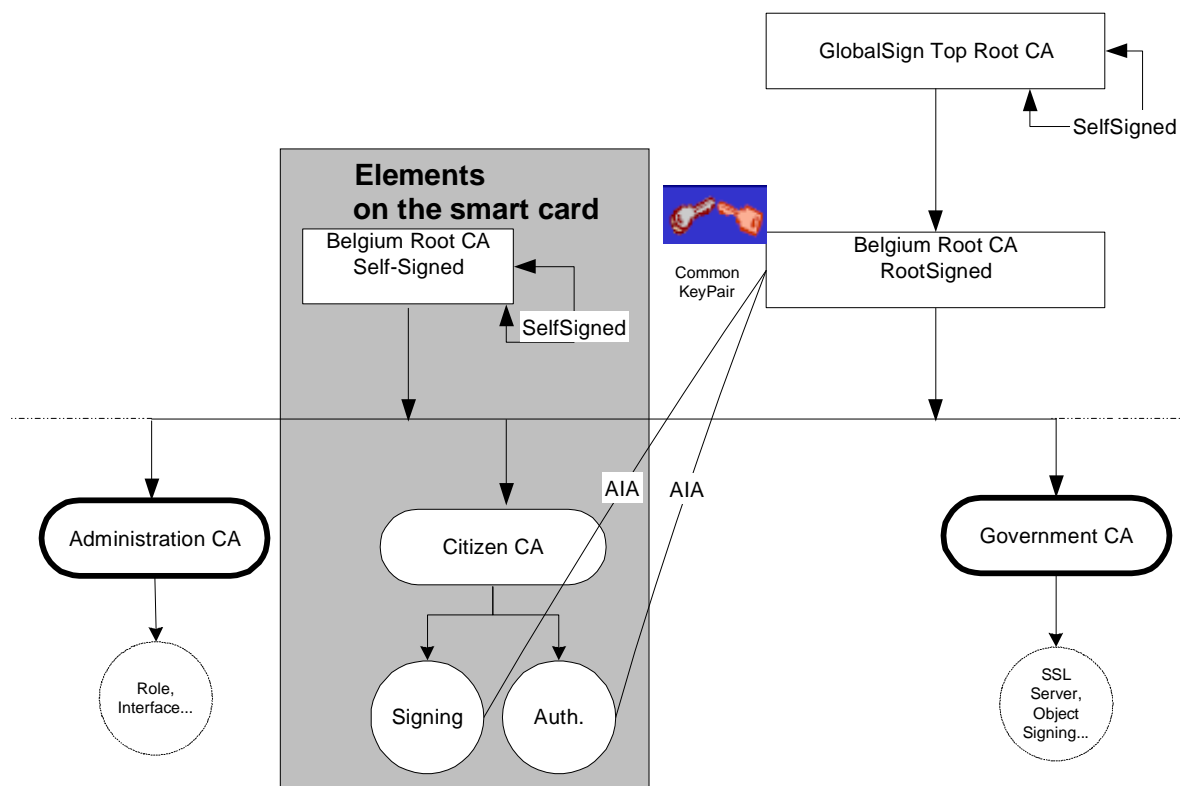 GlobalSign Top Root CA
SelfSigned
Elements
on the smart card
Belgium Root CA
Self-Signed
SelfSigned
Common
KeyPair
Belgium Root CA
RootSigned
AIA
AIA
Administration CA
Citizen CA
Government CA
Role,
Interface...
Signing
Auth.
SSL
Server,
Object
Signing...